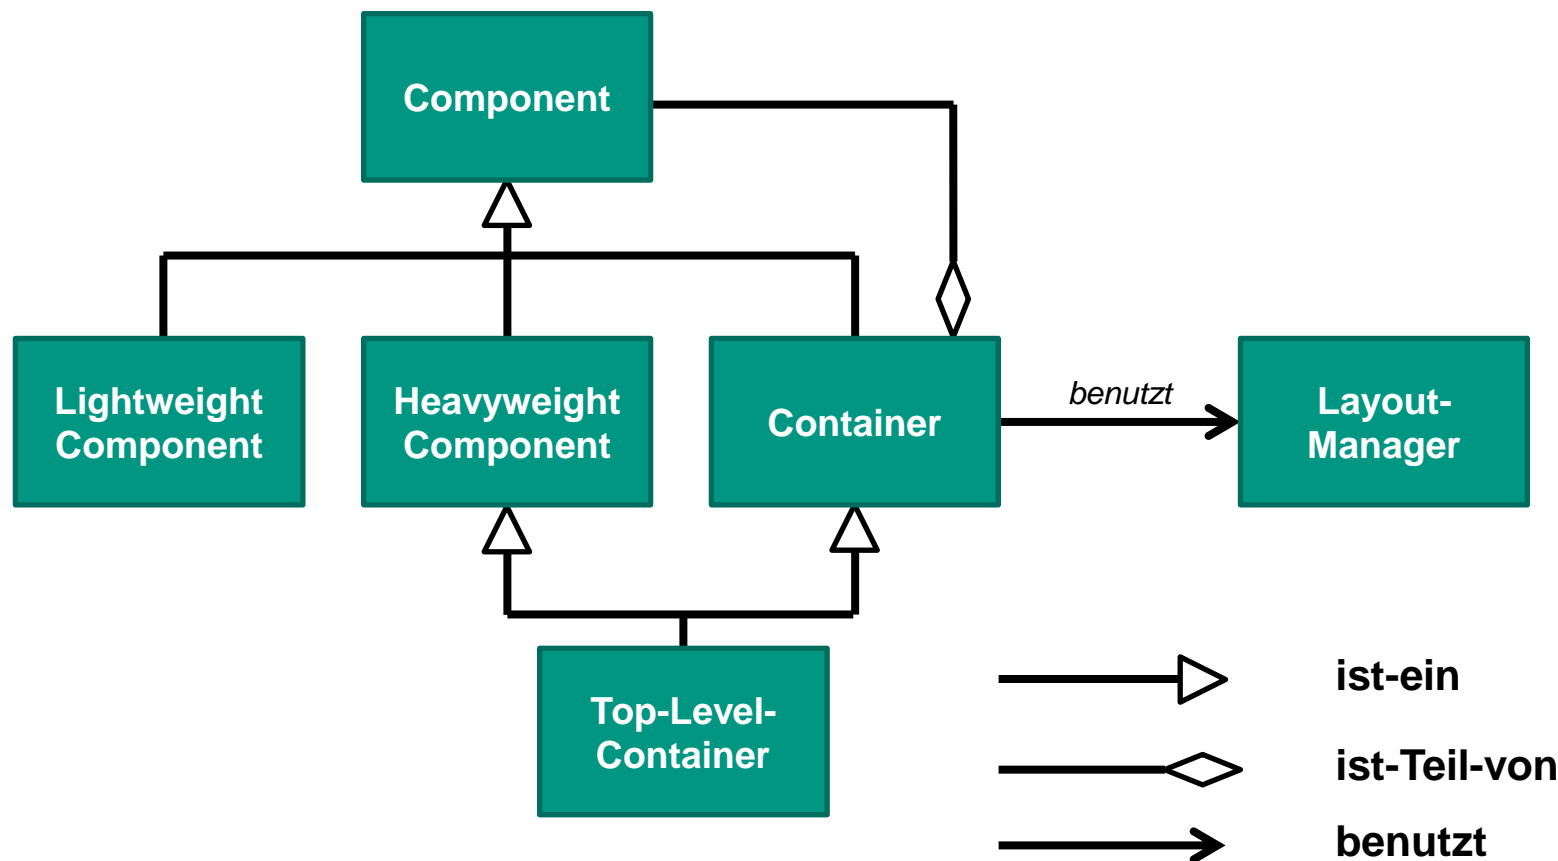 Component
Lightweight
Component
Heavyweight
Component
Container
benutzt
Layout-
Manager
Top-Level-
Container
ist-ein
ist-Teil-von
benutzt